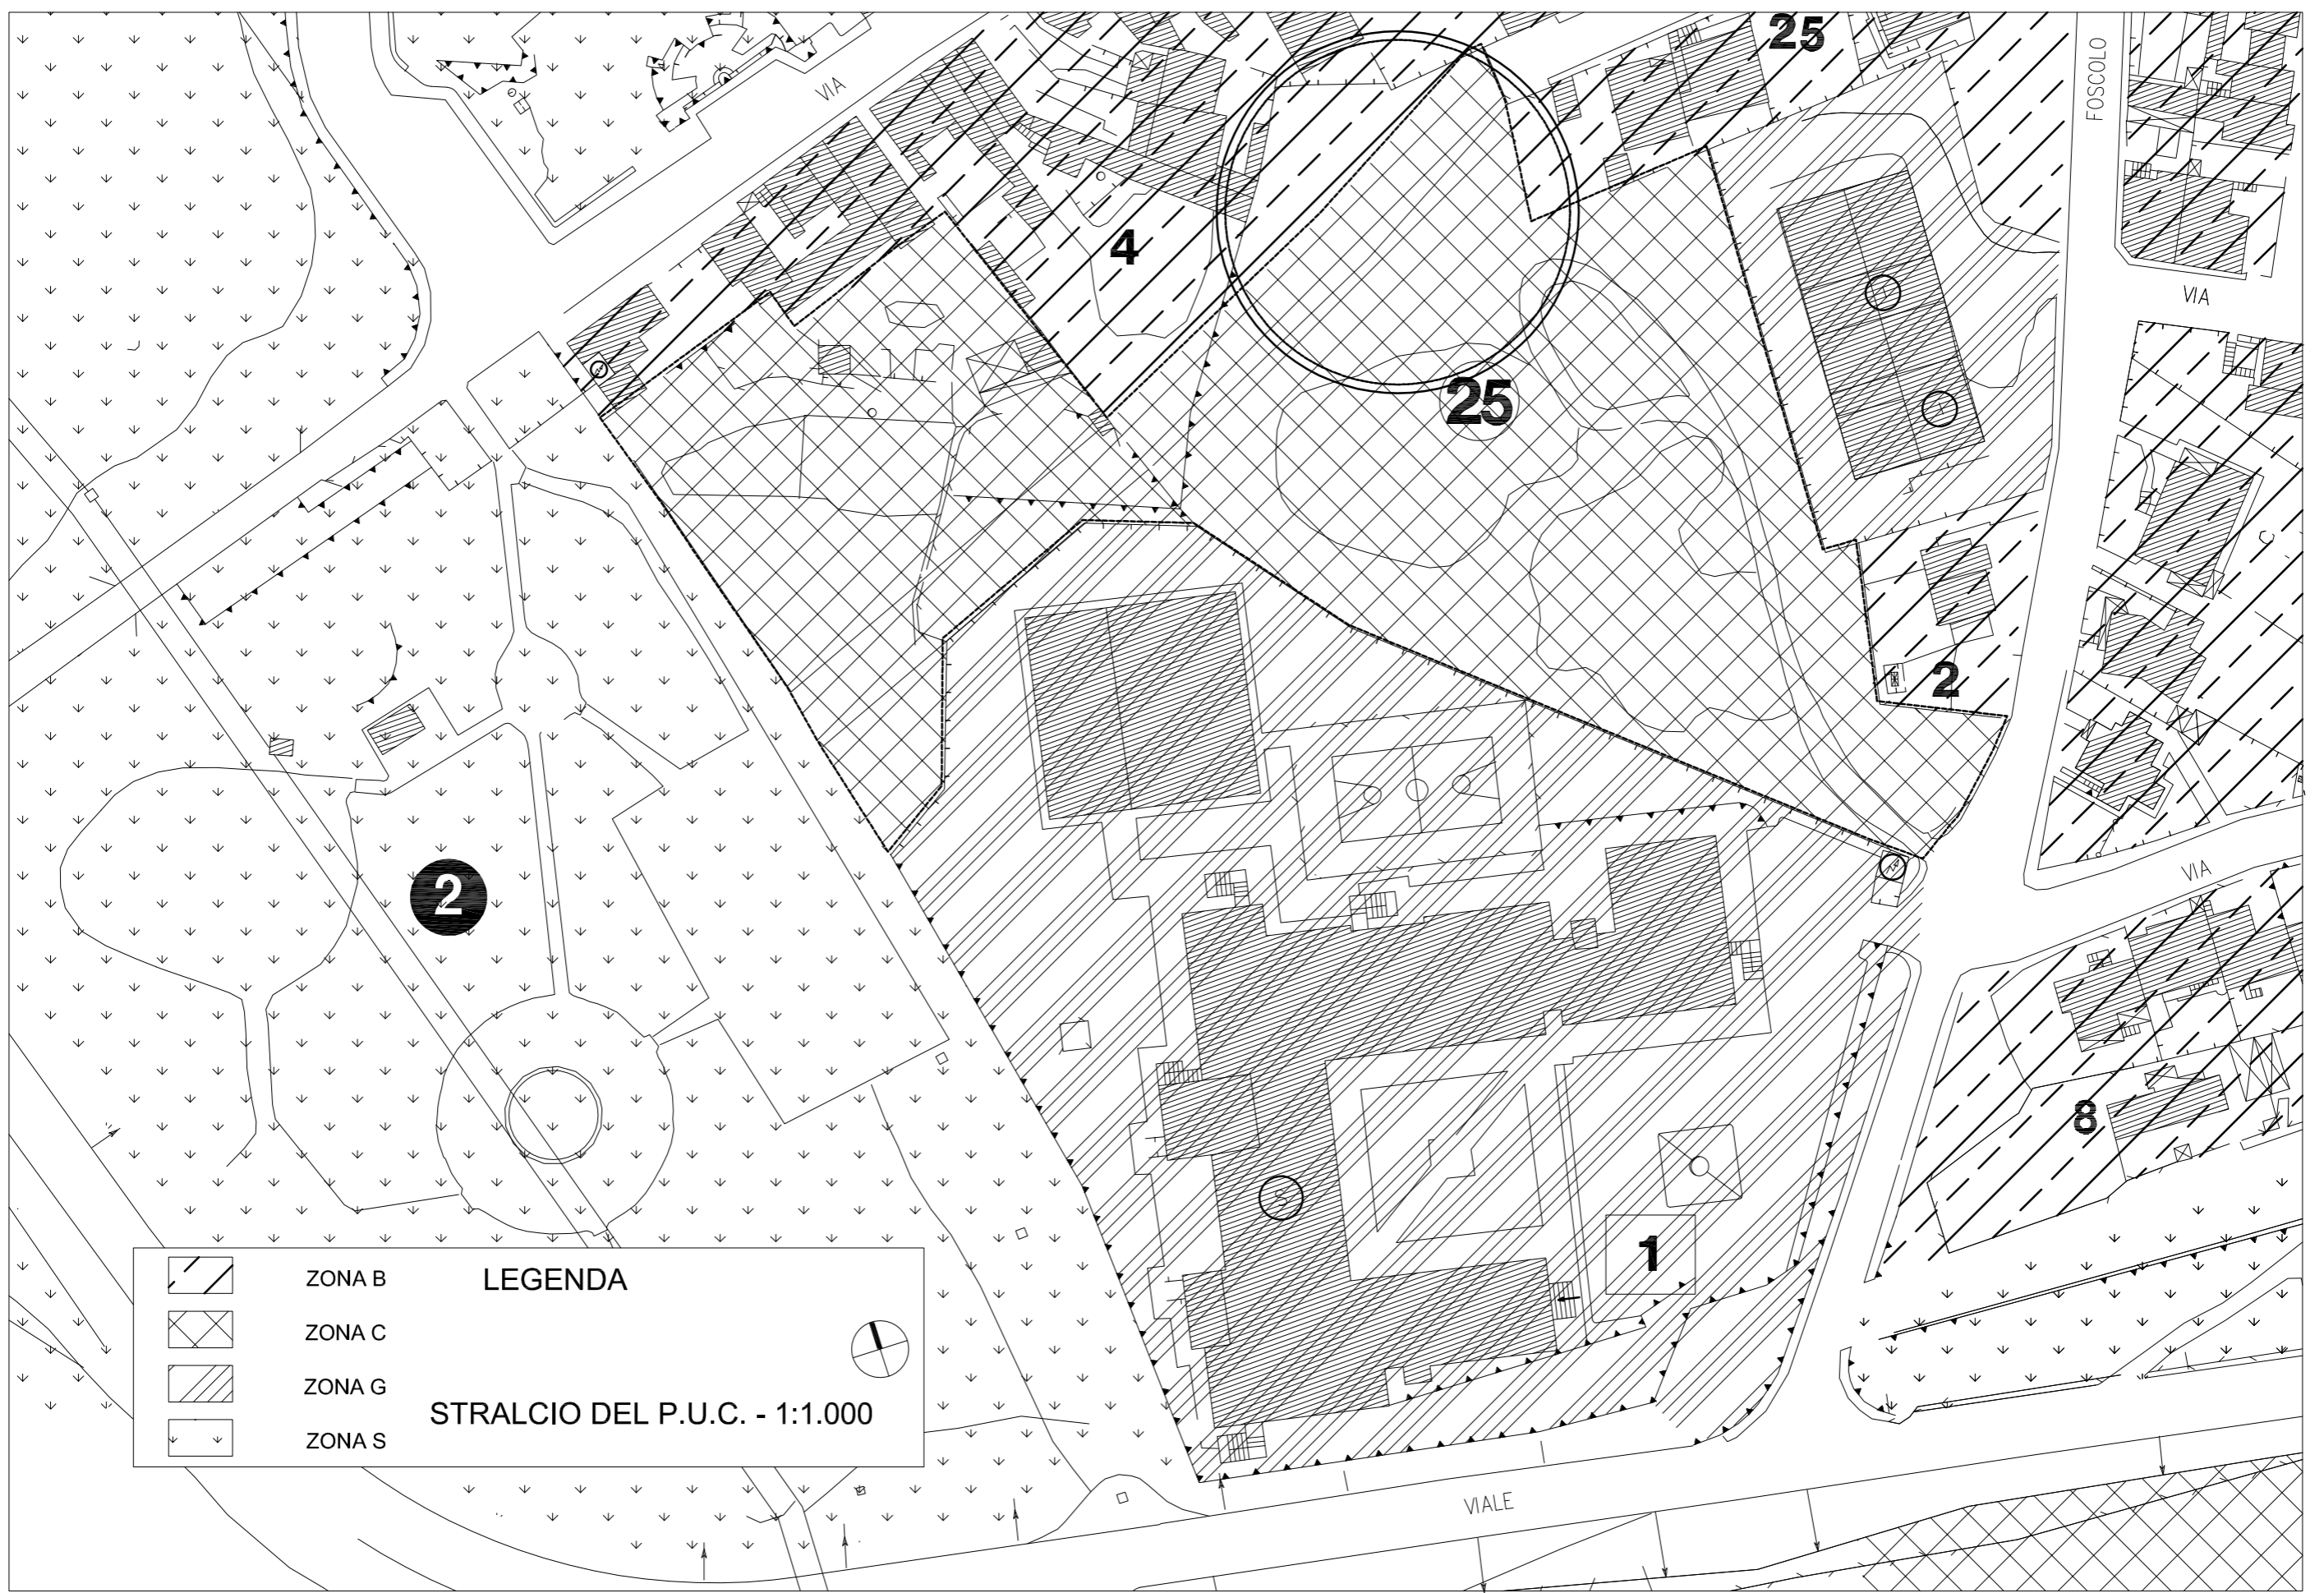 25
VIA
FOSCOLO
4
VIA
25
2
2
VIA
8
1
ZONA B
LEGENDA
ZONA C
ZONA G
STRALCIO DEL P.U.C. - 1:1.000
ZONA S
VIALE